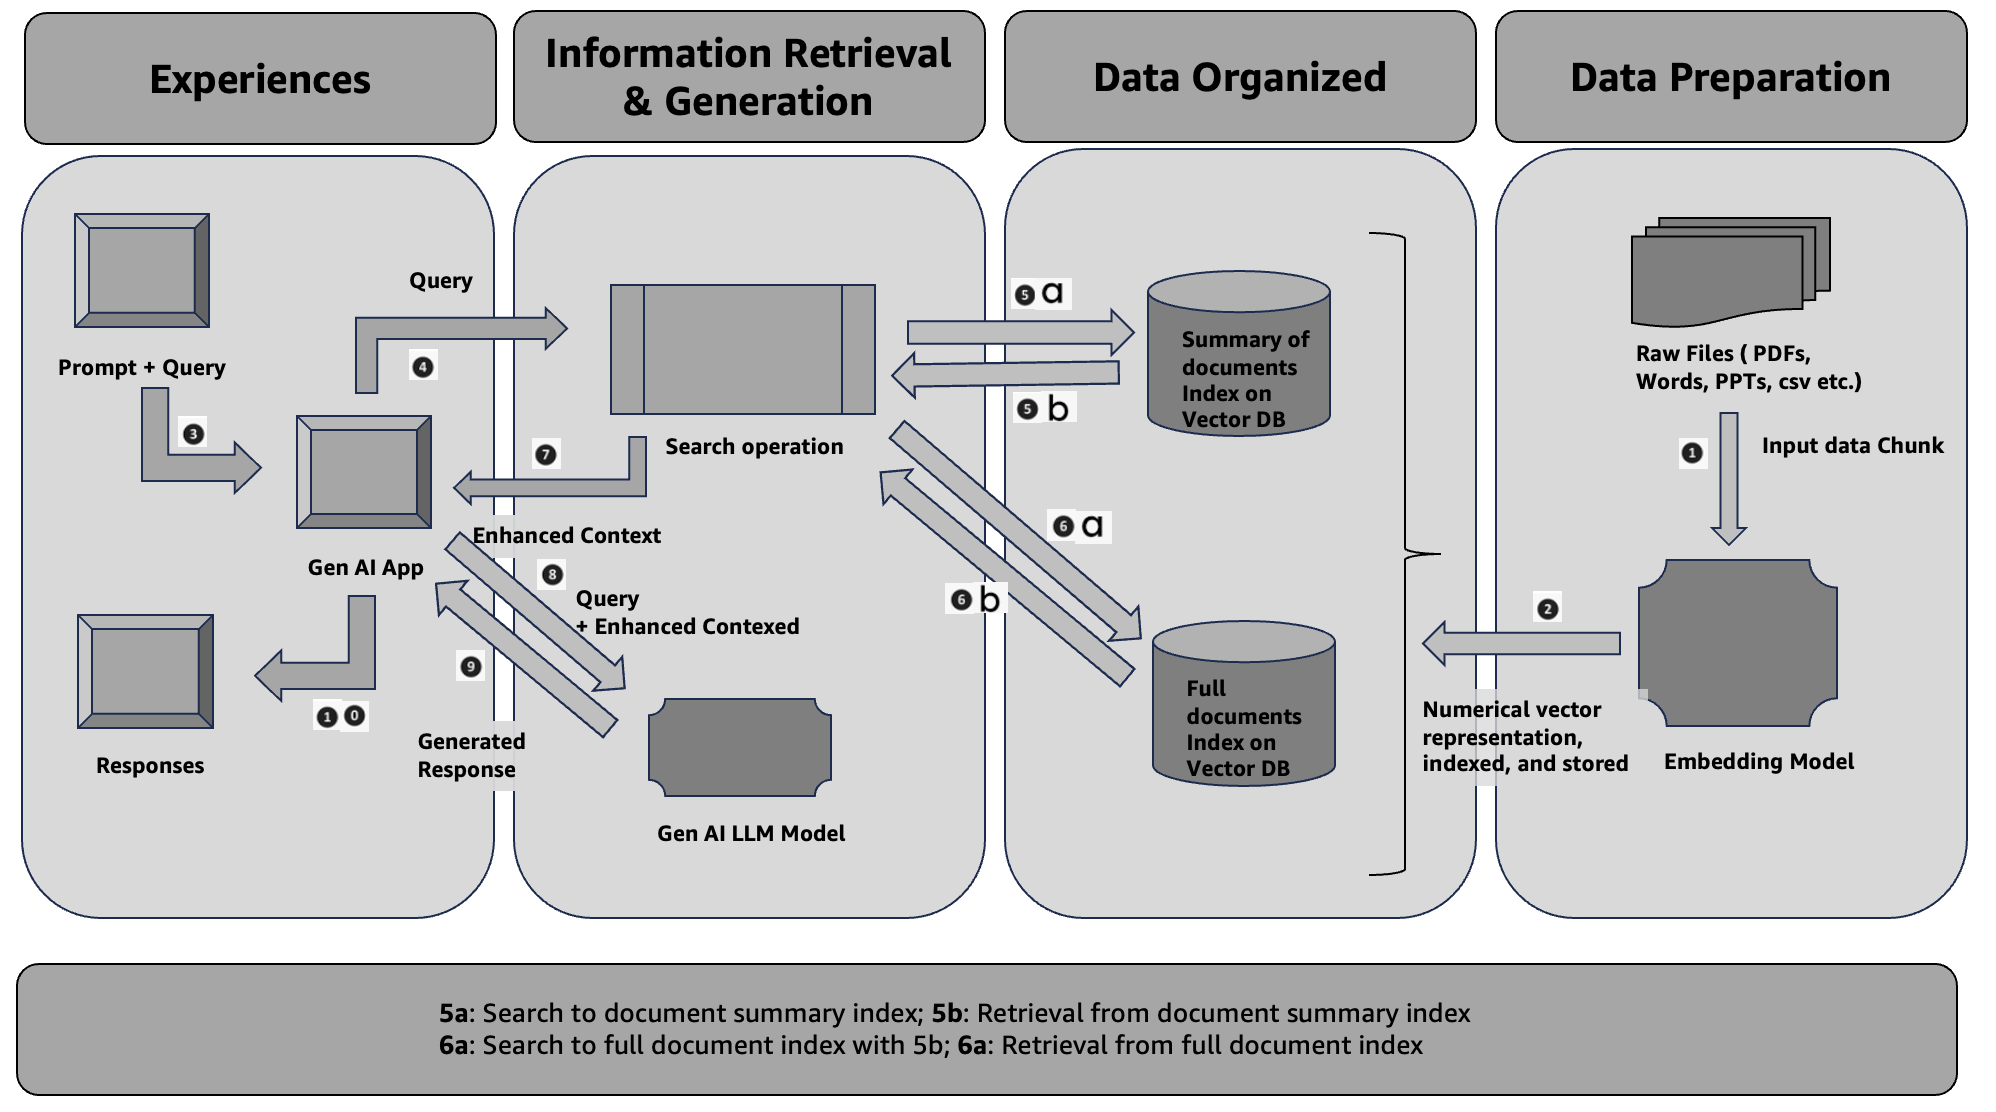 Experiences
Information Retrieval
& Generation
Data Organized
Data Preparation
Prompt + Query
3
Query
4
Gen AI App
7
Enhanced Context
Search operation
8
Query
+ Enhanced Contexed
9
Generated
Response
1 0
Responses
Gen AI LLM Model
5 a
5 b
Summary of
documents
Index on
Vector DB
6 a
6 b
Full
documents
Index on
Vector DB
Raw Files ( PDFs,
Words, PPTs, csv etc.)
1
Input data Chunk
2
Numerical vector
representation,
indexed, and stored
Embedding Model
5a: Search to document summary index; 5b: Retrieval from document summary index
6a: Search to full document index with 5b; 6a: Retrieval from full document index